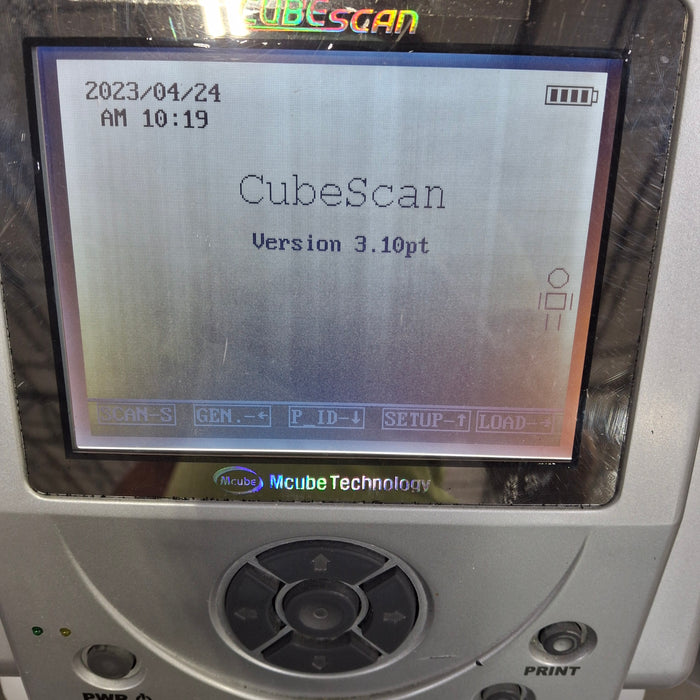 CUBESCAN
2023/04/24
AM 10:19
CubeScan
Version 3.10pt
SCAN-S GEN.-← P_ID-↓ SETUP-↑ LOAD-→
Mcube Mcube Technology
PWR
PRINT